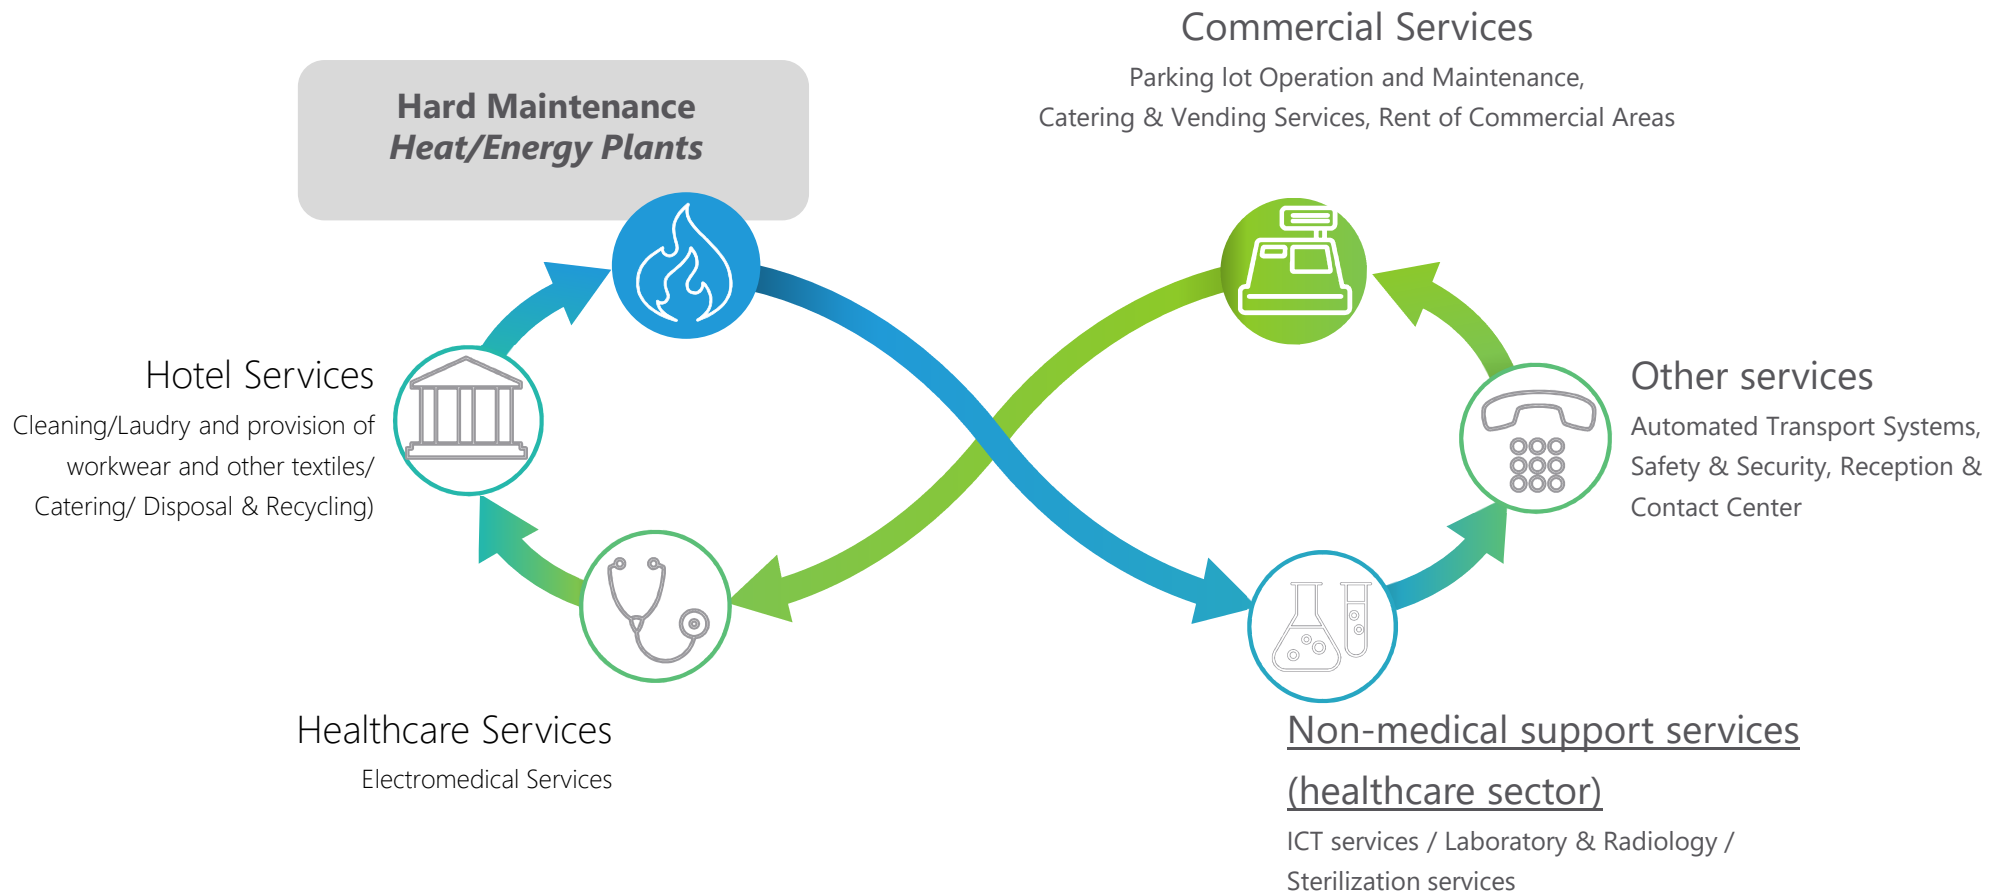 Commercial Services
Parking lot Operation and Maintenance,
Catering & Vending Services, Rent of Commercial Areas
Hard Maintenance
Heat/Energy Plants
Hotel Services
Cleaning/Laudry and provision of
workwear and other textiles/
Catering/ Disposal & Recycling)
Other services
Automated Transport Systems,
Safety & Security, Reception &
Contact Center
Healthcare Services
Electromedical Services
Non-medical support services
(healthcare sector)
ICT services / Laboratory & Radiology /
Sterilization services